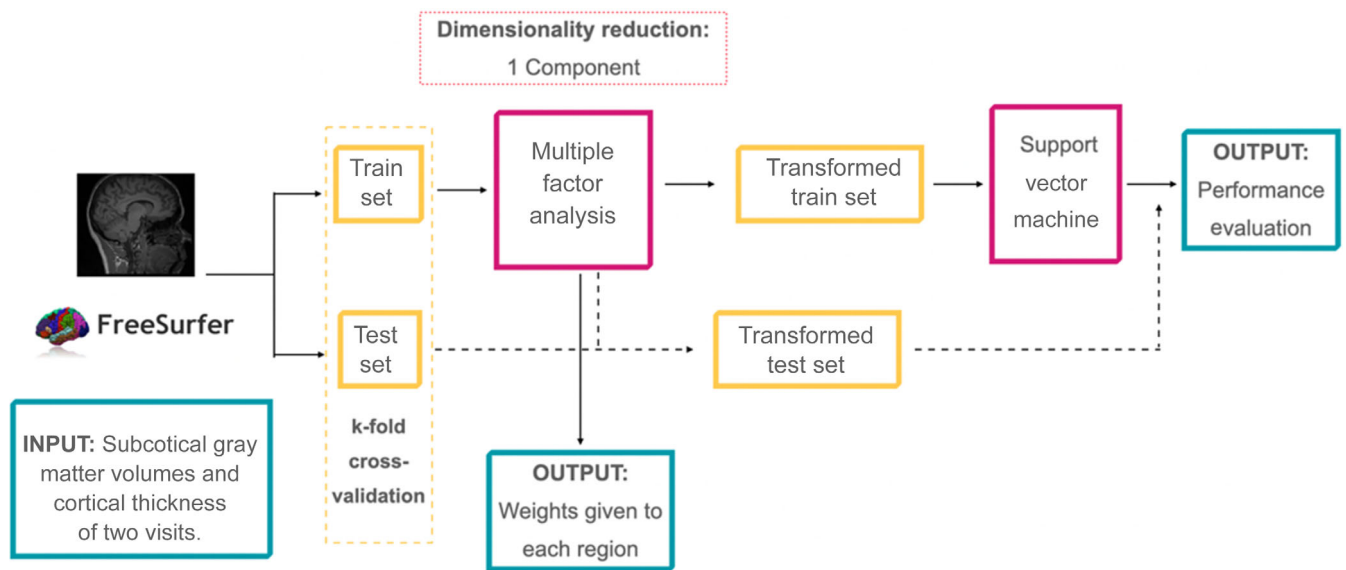 Dimensionality reduction:
1 Component
Train
set
Multiple
factor
analysis
Transformed
train set
Support
vector
machine
OUTPUT:
Performance
evaluation
FreeSurfer
Test
set
Transformed
test set
INPUT: Subcotical gray
matter volumes and
cortical thickness
of two visits.
k-fold
cross-
validation
OUTPUT:
Weights given to
each region